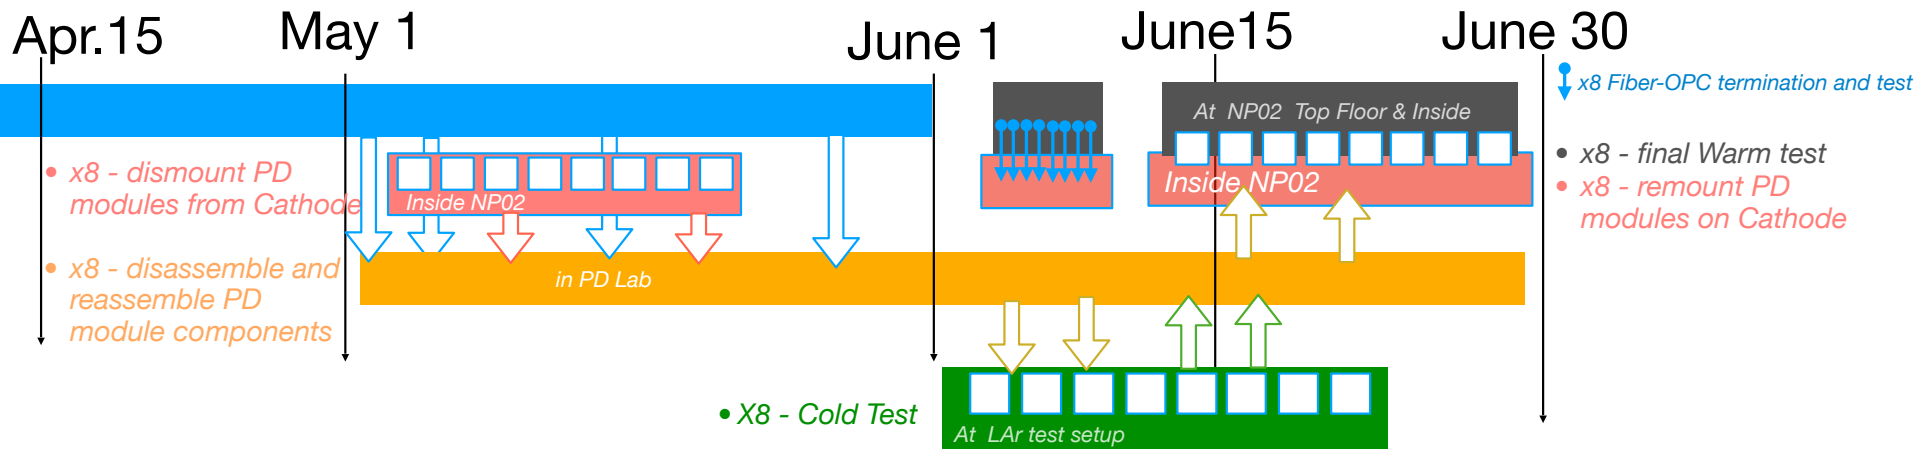 Apr.15
May 1
June 1
June15
June 30
x8 Fiber-OPC termination and test
At NP02 Top Floor & Inside
• x8 - dismount PD
modules from Cathode
Inside NP02
Inside NP02
• x8 - final Warm test
• x8 - remount PD
modules on Cathode
• x8 - disassemble and
reassemble PD
module components
in PD Lab
• X8 - Cold Test
At LAr test setup